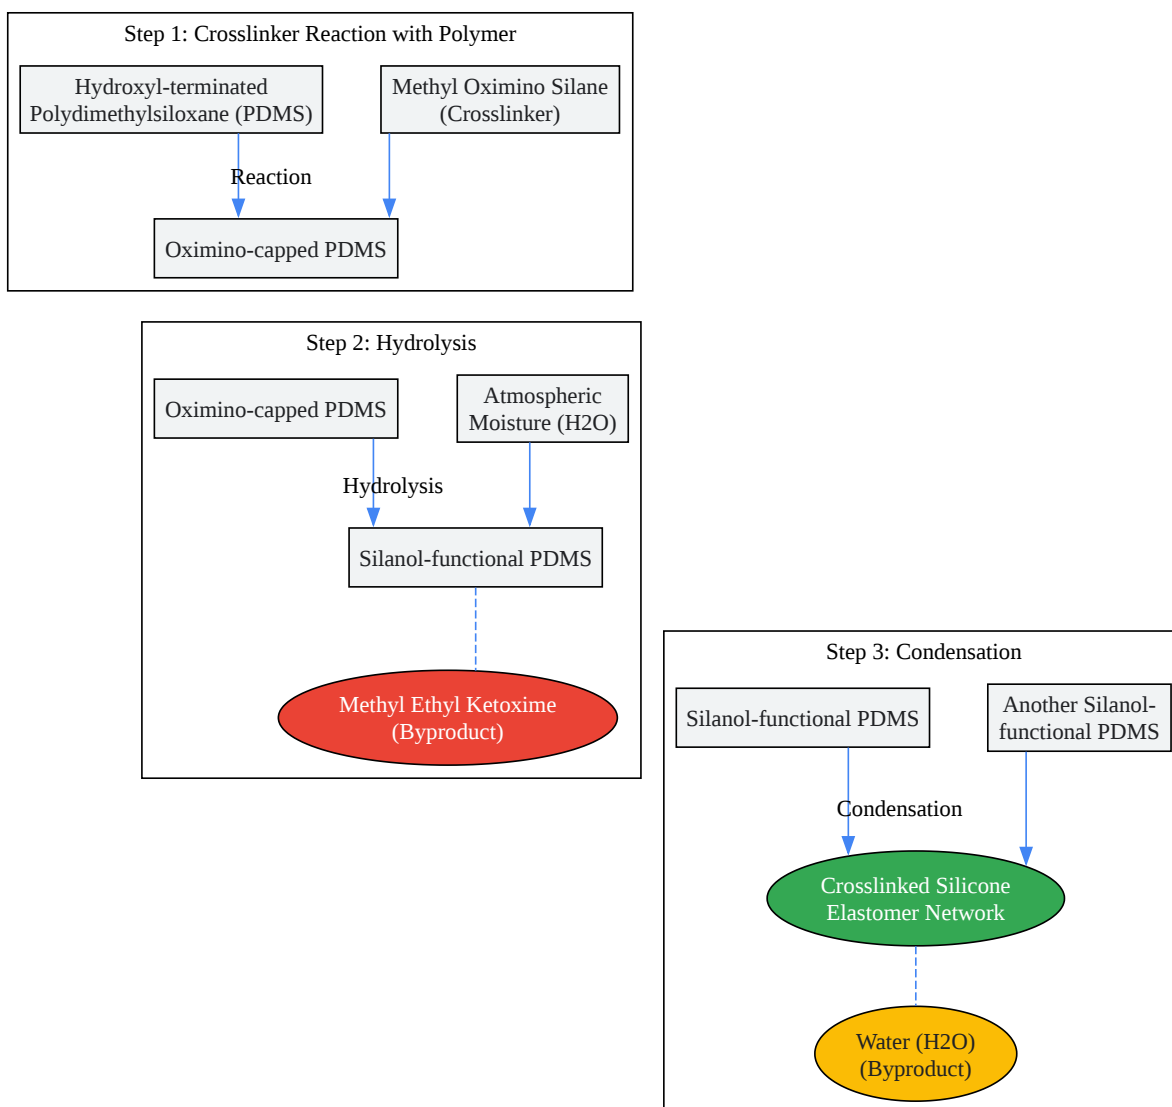 Step 1: Crosslinker Reaction with Polymer
Hydroxyl-terminated
Polydimethylsiloxane (PDMS)
Methyl Oximino Silane
(Crosslinker)
Reaction
Oximino-capped PDMS
Step 2: Hydrolysis
Oximino-capped PDMS
Atmospheric
Moisture (H2O)
Hydrolysis
Silanol-functional PDMS
Methyl Ethyl Ketoxime
(Byproduct)
Step 3: Condensation
Silanol-functional PDMS
Another Silanol-
functional PDMS
Condensation
Crosslinked Silicone
Elastomer Network
Water (H2O)
(Byproduct)